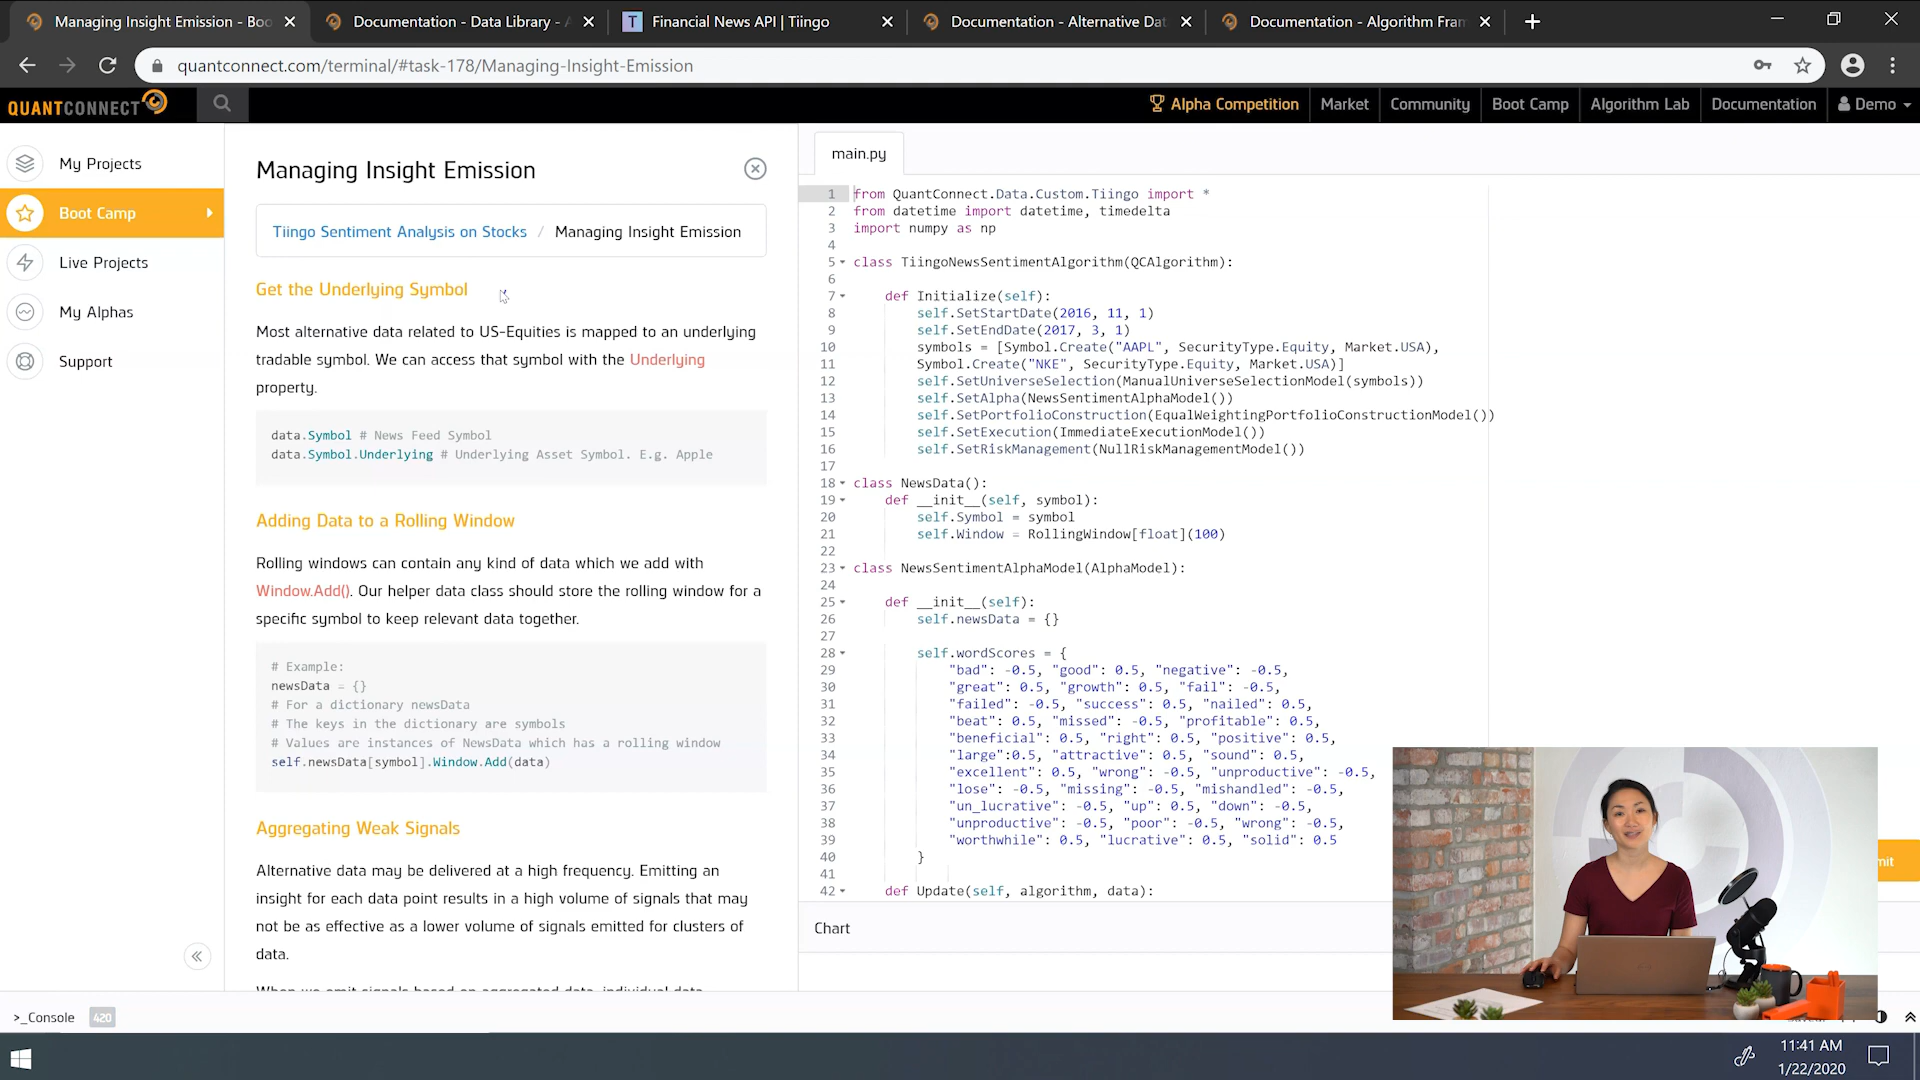 Managing Insight Emission - Boo
Documentation - Data Library - A
T Financial News API | Tiingo
Documentation - Alternative Dat
Documentation - Algorithm Fram
quantconnect.com/terminal/#task-178/Managing-Insight-Emission
QUANTCONNECT
Alpha Competition
Market
Community
Boot Camp
Algorithm Lab
Documentation
Demo
My Projects
Boot Camp
Live Projects
My Alphas
Support
Managing Insight Emission
Tiingo Sentiment Analysis on Stocks / Managing Insight Emission
Get the Underlying Symbol
Most alternative data related to US-Equities is mapped to an underlying
tradable symbol. We can access that symbol with the Underlying
property.
data.Symbol # News Feed Symbol
data.Symbol.Underlying # Underlying Asset Symbol. E.g. Apple
Adding Data to a Rolling Window
Rolling windows can contain any kind of data which we add with
Window.Add(). Our helper data class should store the rolling window for a
specific symbol to keep relevant data together.
# Example:
newsData = {}
# For a dictionary newsData
# The keys in the dictionary are symbols
# Values are instances of NewsData which has a rolling window
self.newsData[symbol].Window.Add(data)
Aggregating Weak Signals
Alternative data may be delivered at a high frequency. Emitting an
insight for each data point results in a high volume of signals that may
not be as effective as a lower volume of signals emitted for clusters of
data.
When we emit signals based on aggregated data, individual data
main.py
1 from QuantConnect.Data.Custom.Tiingo import *
2 from datetime import datetime, timedelta
3 import numpy as np
4
5 class TiingoNewsSentimentAlgorithm(QCAlgorithm):
6
7 def Initialize(self):
8 self.SetStartDate(2016, 11, 1)
9 self.SetEndDate(2017, 3, 1)
10 symbols = [Symbol.Create("AAPL", SecurityType.Equity, Market.USA),
11 Symbol.Create("NKE", SecurityType.Equity, Market.USA)]
12 self.SetUniverseSelection(ManualUniverseSelectionModel(symbols))
13 self.SetAlpha(NewsSentimentAlphaModel())
14 self.SetPortfolioConstruction(EqualWeightingPortfolioConstructionModel())
15 self.SetExecution(ImmediateExecutionModel())
16 self.SetRiskManagement(NullRiskManagementModel())
17
18 class NewsData():
19 def __init__(self, symbol):
20 self.Symbol = symbol
21 self.Window = RollingWindow[float](100)
22
23 class NewsSentimentAlphaModel(AlphaModel):
24
25 def __init__(self):
26 self.newsData = {}
27
28 self.wordScores = {
29 "bad": -0.5, "good": 0.5, "negative": -0.5,
30 "great": 0.5, "growth": 0.5, "fail": -0.5,
31 "failed": -0.5, "success": 0.5, "nailed": 0.5,
32 "beat": 0.5, "missed": -0.5, "profitable": 0.5,
33 "beneficial": 0.5, "right": 0.5, "positive": 0.5,
34 "large":0.5, "attractive": 0.5, "sound": 0.5,
35 "excellent": 0.5, "wrong": -0.5, "unproductive": -0.5,
36 "lose": -0.5, "missing": -0.5, "mishandled": -0.5,
37 "un_lucrative": -0.5, "up": 0.5, "down": -0.5,
38 "unproductive": -0.5, "poor": -0.5, "wrong": -0.5,
39 "worthwhile": 0.5, "lucrative": 0.5, "solid": 0.5
40 }
41
42 def Update(self, algorithm, data):
mit
Chart
>_Console 420
11:41 AM
1/22/2020